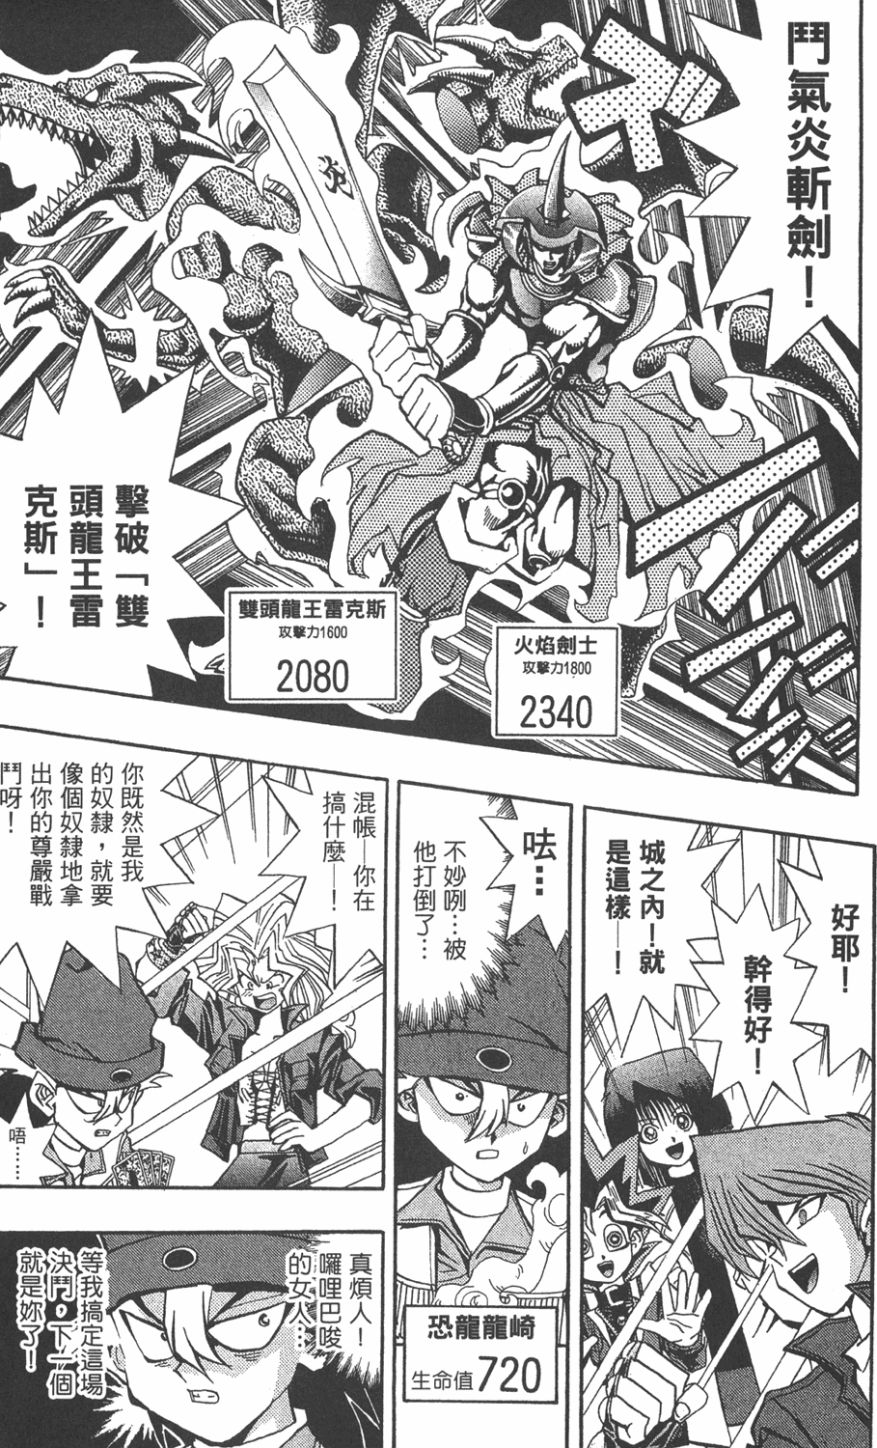 鬥氣炎斬劍！
擊破「雙
頭龍王雷
克斯」！
雙頭龍王雷克斯
攻擊力1600
2080
火焰劍士
攻擊力1800
2340
好耶！
幹得好！
城之內！就
是這樣─！
呿…
不妙咧…被
他打倒了…
恐龍龍崎
生命值720
混帳─你在
搞什麼─！
你既然是我
的奴隸，就要
像個奴隸地拿
出你的尊嚴戰
鬥呀！
唔……
真煩人！
囉哩巴唆
的女人…
等我搞定這場
決鬥，下一個
就是妳了！